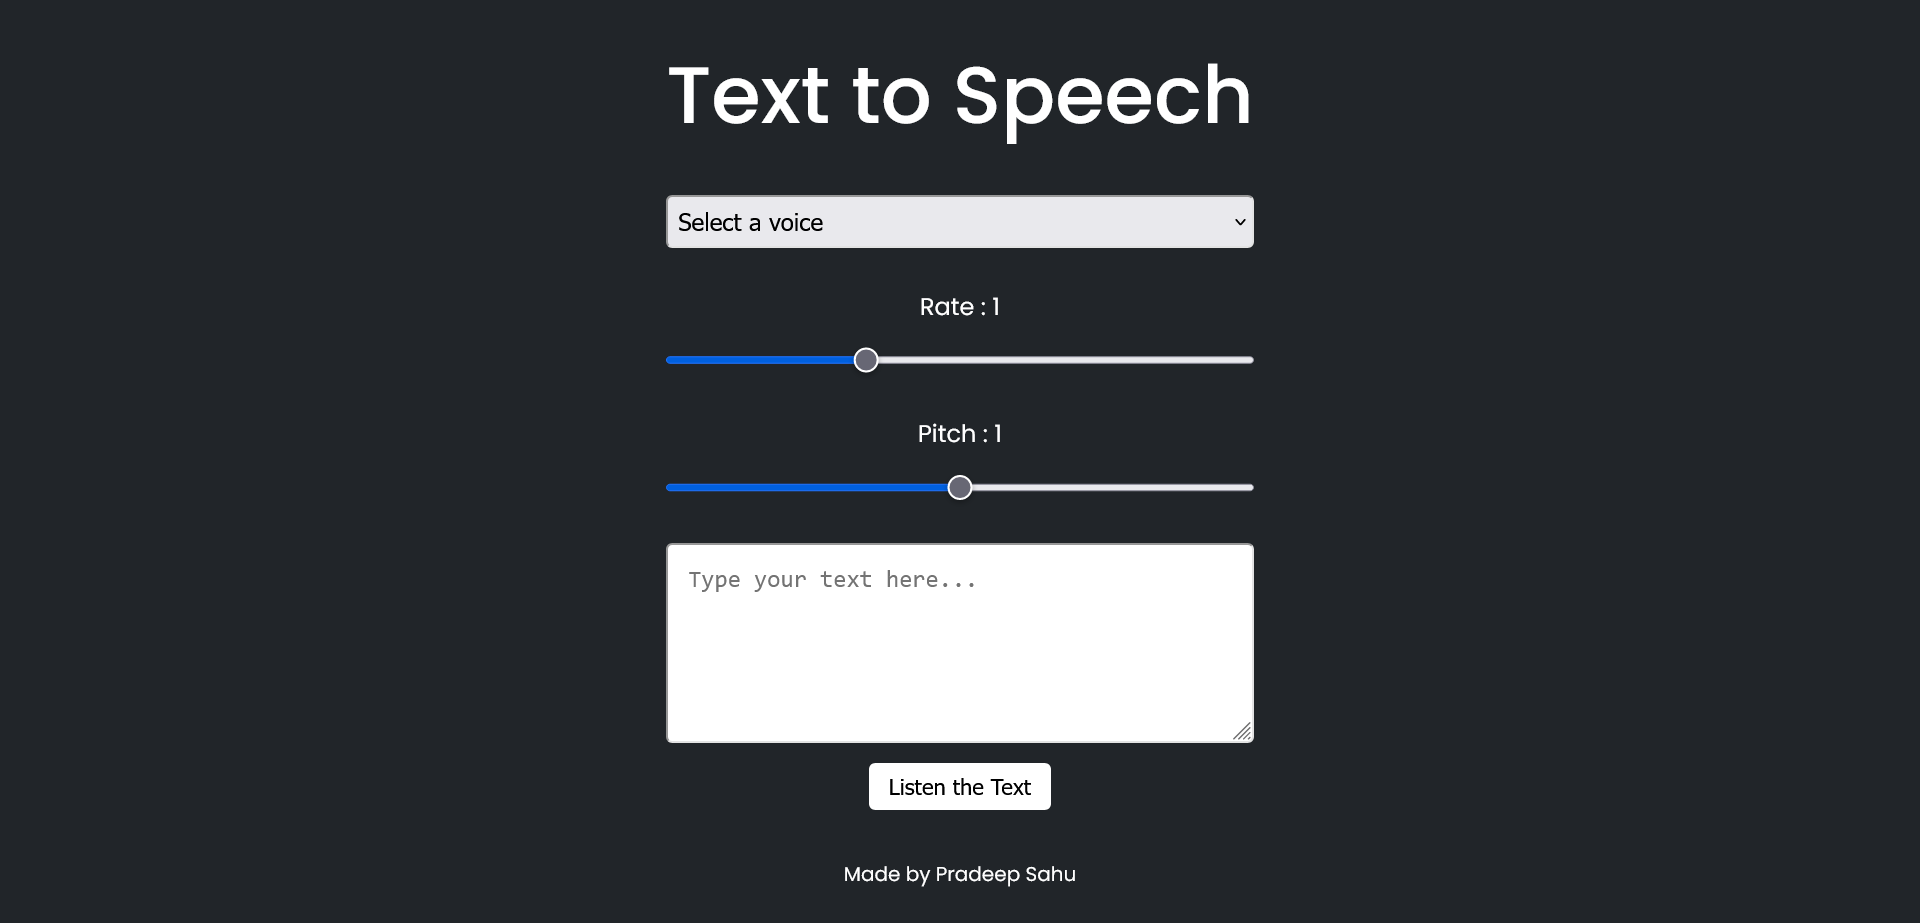 Text to Speech
Select a voice
Rate : 1
Pitch : 1
Type your text here...
Listen the Text
Made by Pradeep Sahu